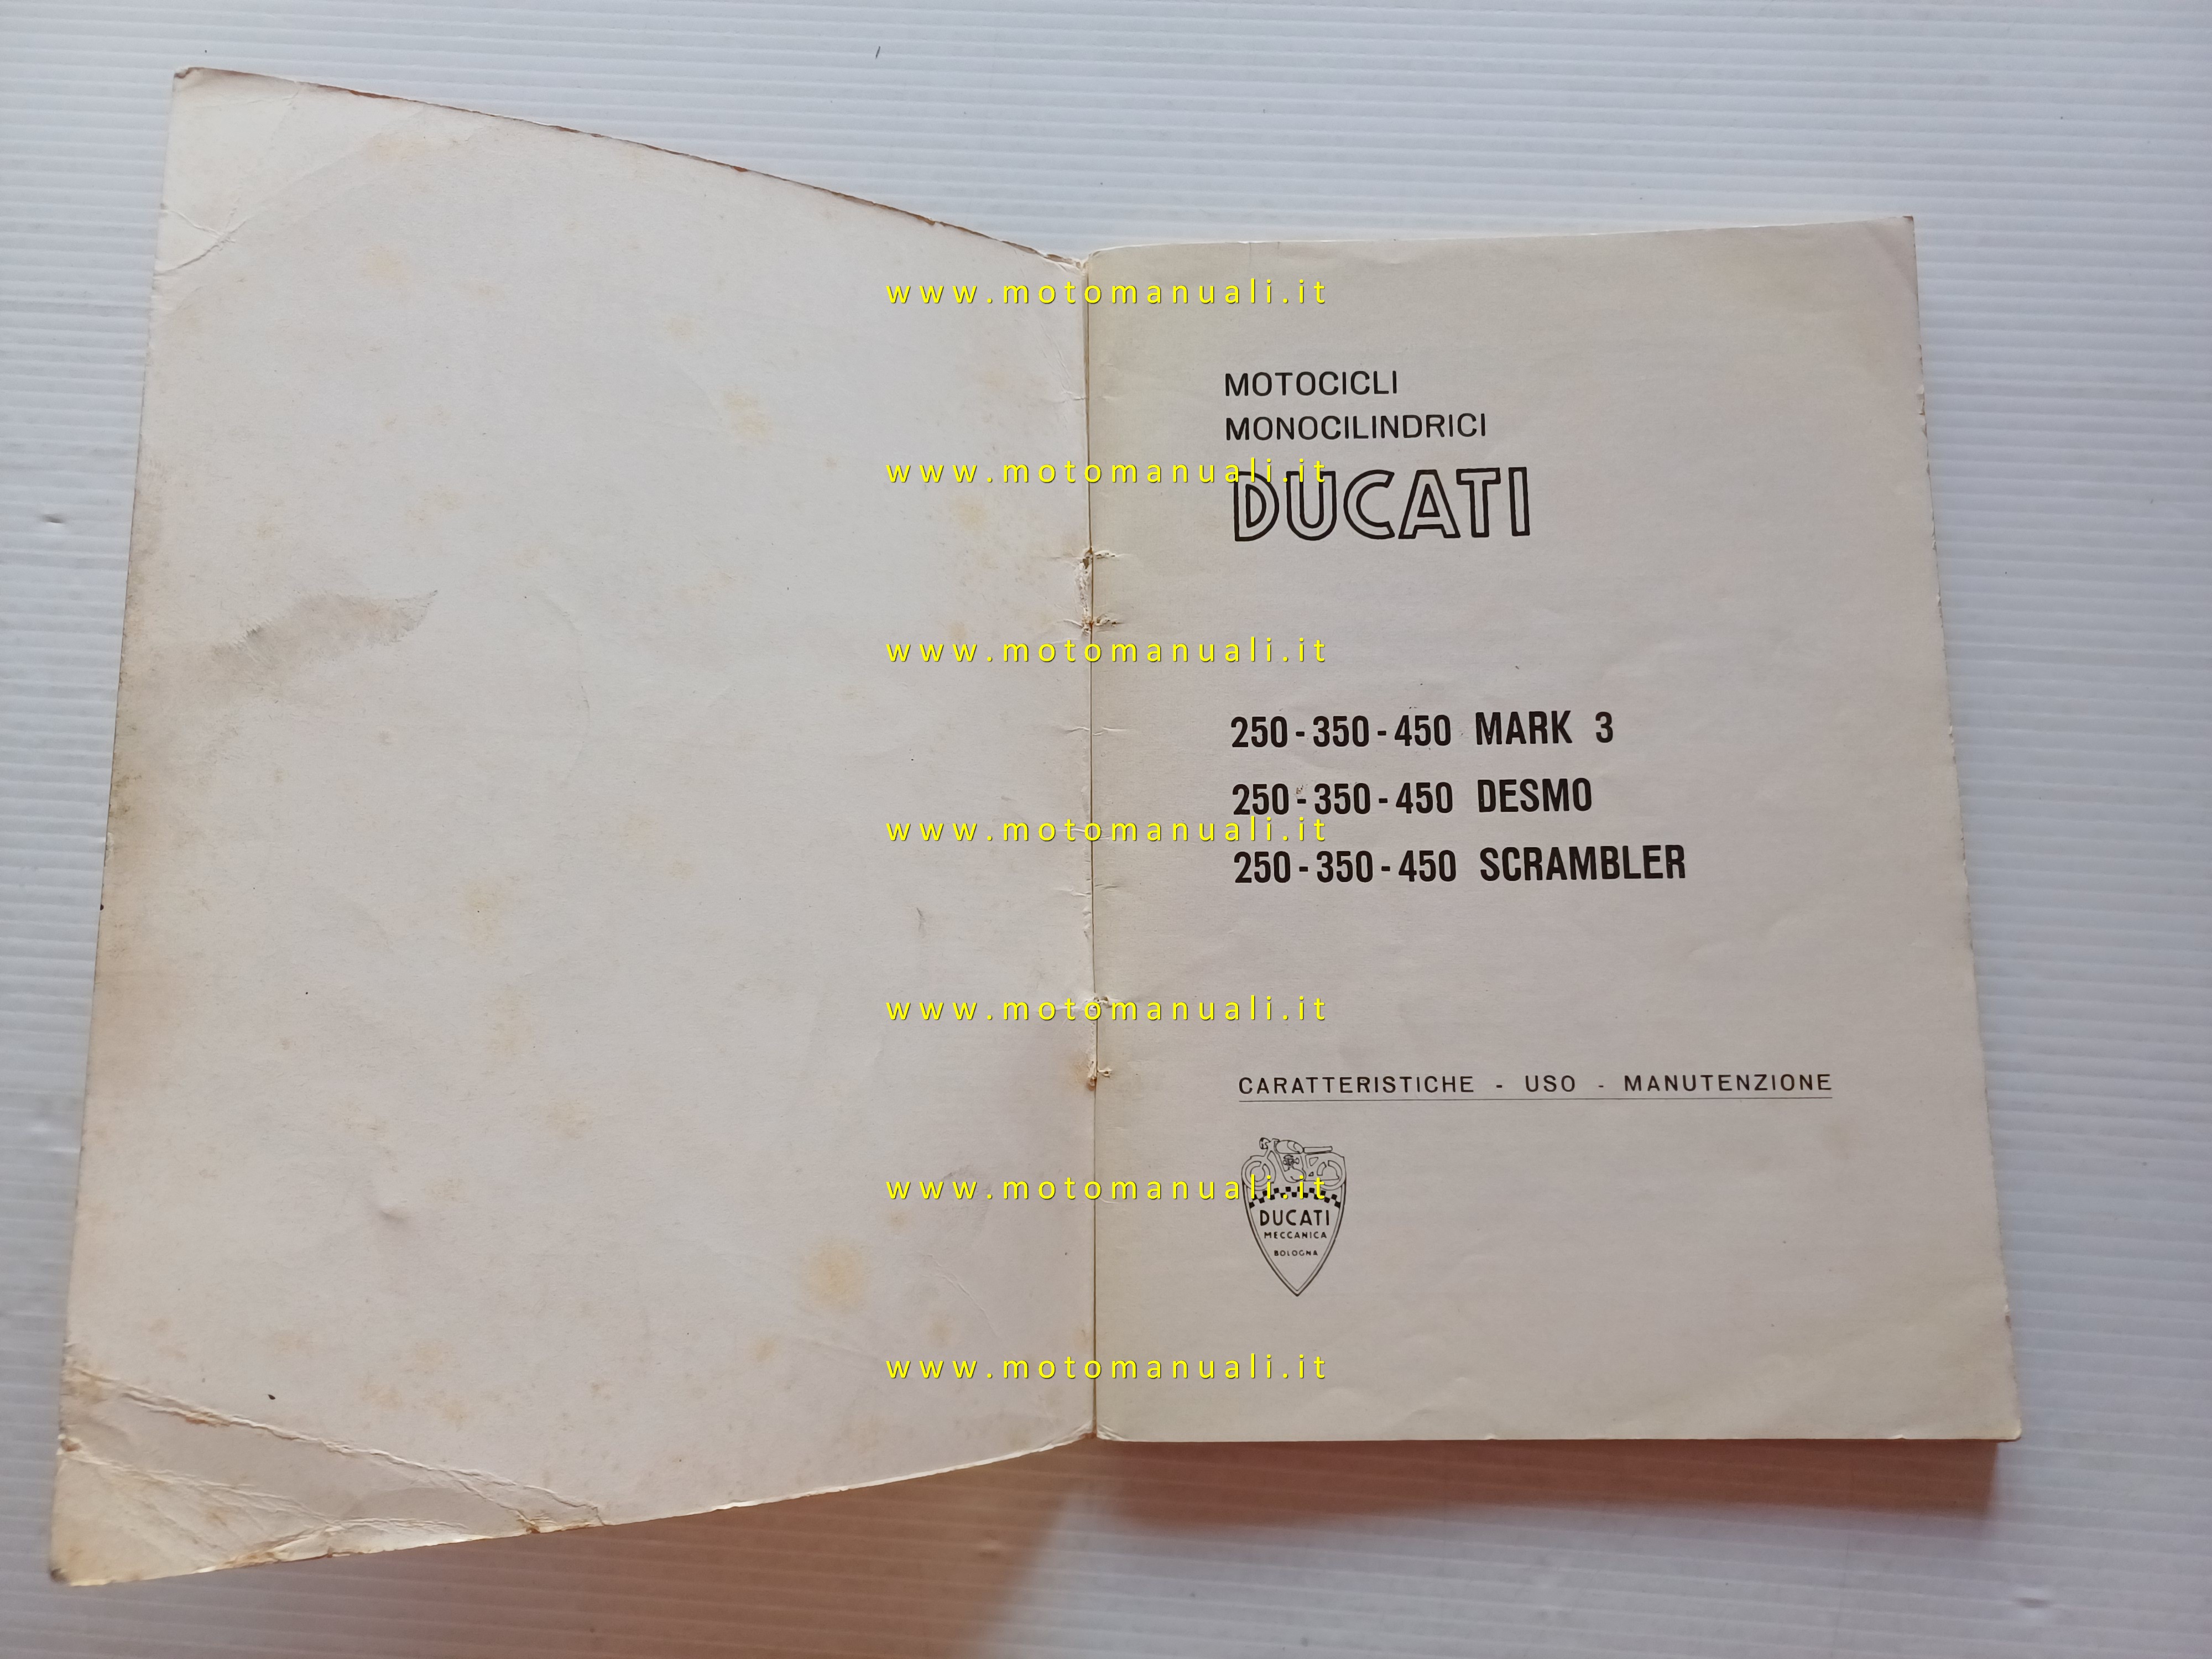 www.motomanuali.it
MOTOCICLI
MONOCILINDRICI
www.motomanuali.it
DUCATI
www.motomanuali.it
250-350-450 MARK 3
250-350-450 DESMO
www.motomanuali.it
250-350-450 SCRAMBLER
www.motomanuali.it
CARATTERISTICHE - USO - MANUTENZIONE
www.motomanuali.it
DUCATI
MECCANICA
BOLOGNA
www.motomanuali.it